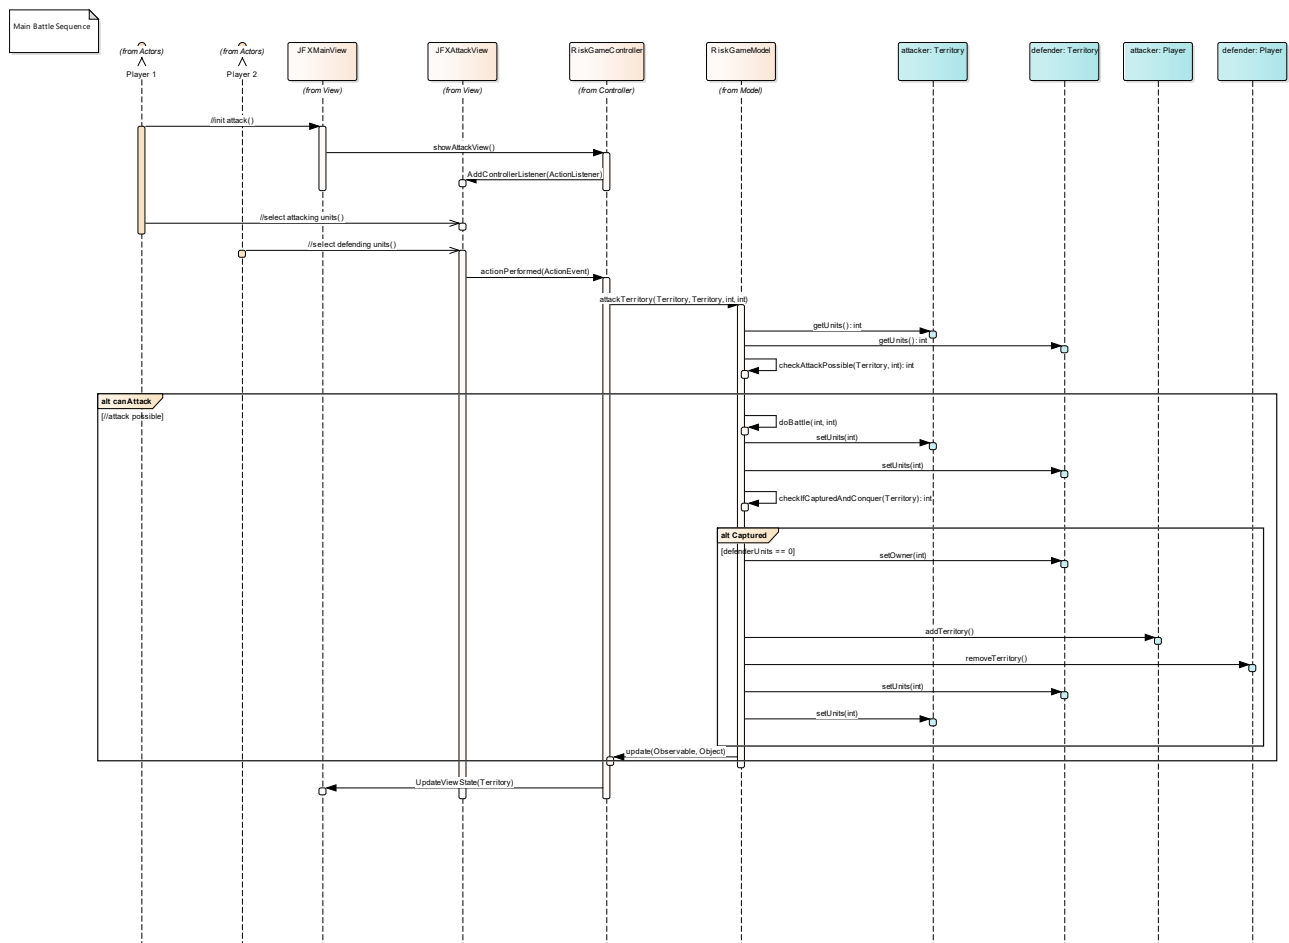 Main Battle Sequence
(from Actors)
Player 1
(from Actors)
Player 2
JFXMainView
(from View)
JFXAttackView
(from View)
RiskGameController
(from Controller)
RiskGameModel
(from Model)
attacker: Territory
defender: Territory
attacker: Player
defender: Player
//init attack()
showAttackView()
AddControllerListener(ActionListener)
//select attacking units()
//select defending units()
actionPerformed(ActionEvent)
attackTerritory(Territory, Territory, int, int)
getUnits(): int
getUnits(): int
checkAttackPossible(Territory, int): int
alt canAttack
[//attack possible]
doBattle(int, int)
setUnits(int)
setUnits(int)
checkIfCapturedAndConquer(Territory): int
alt Captured
[defenderUnits == 0]
setOwner(int)
addTerritory()
removeTerritory()
setUnits(int)
setUnits(int)
update(Observable, Object)
UpdateViewState(Territory)